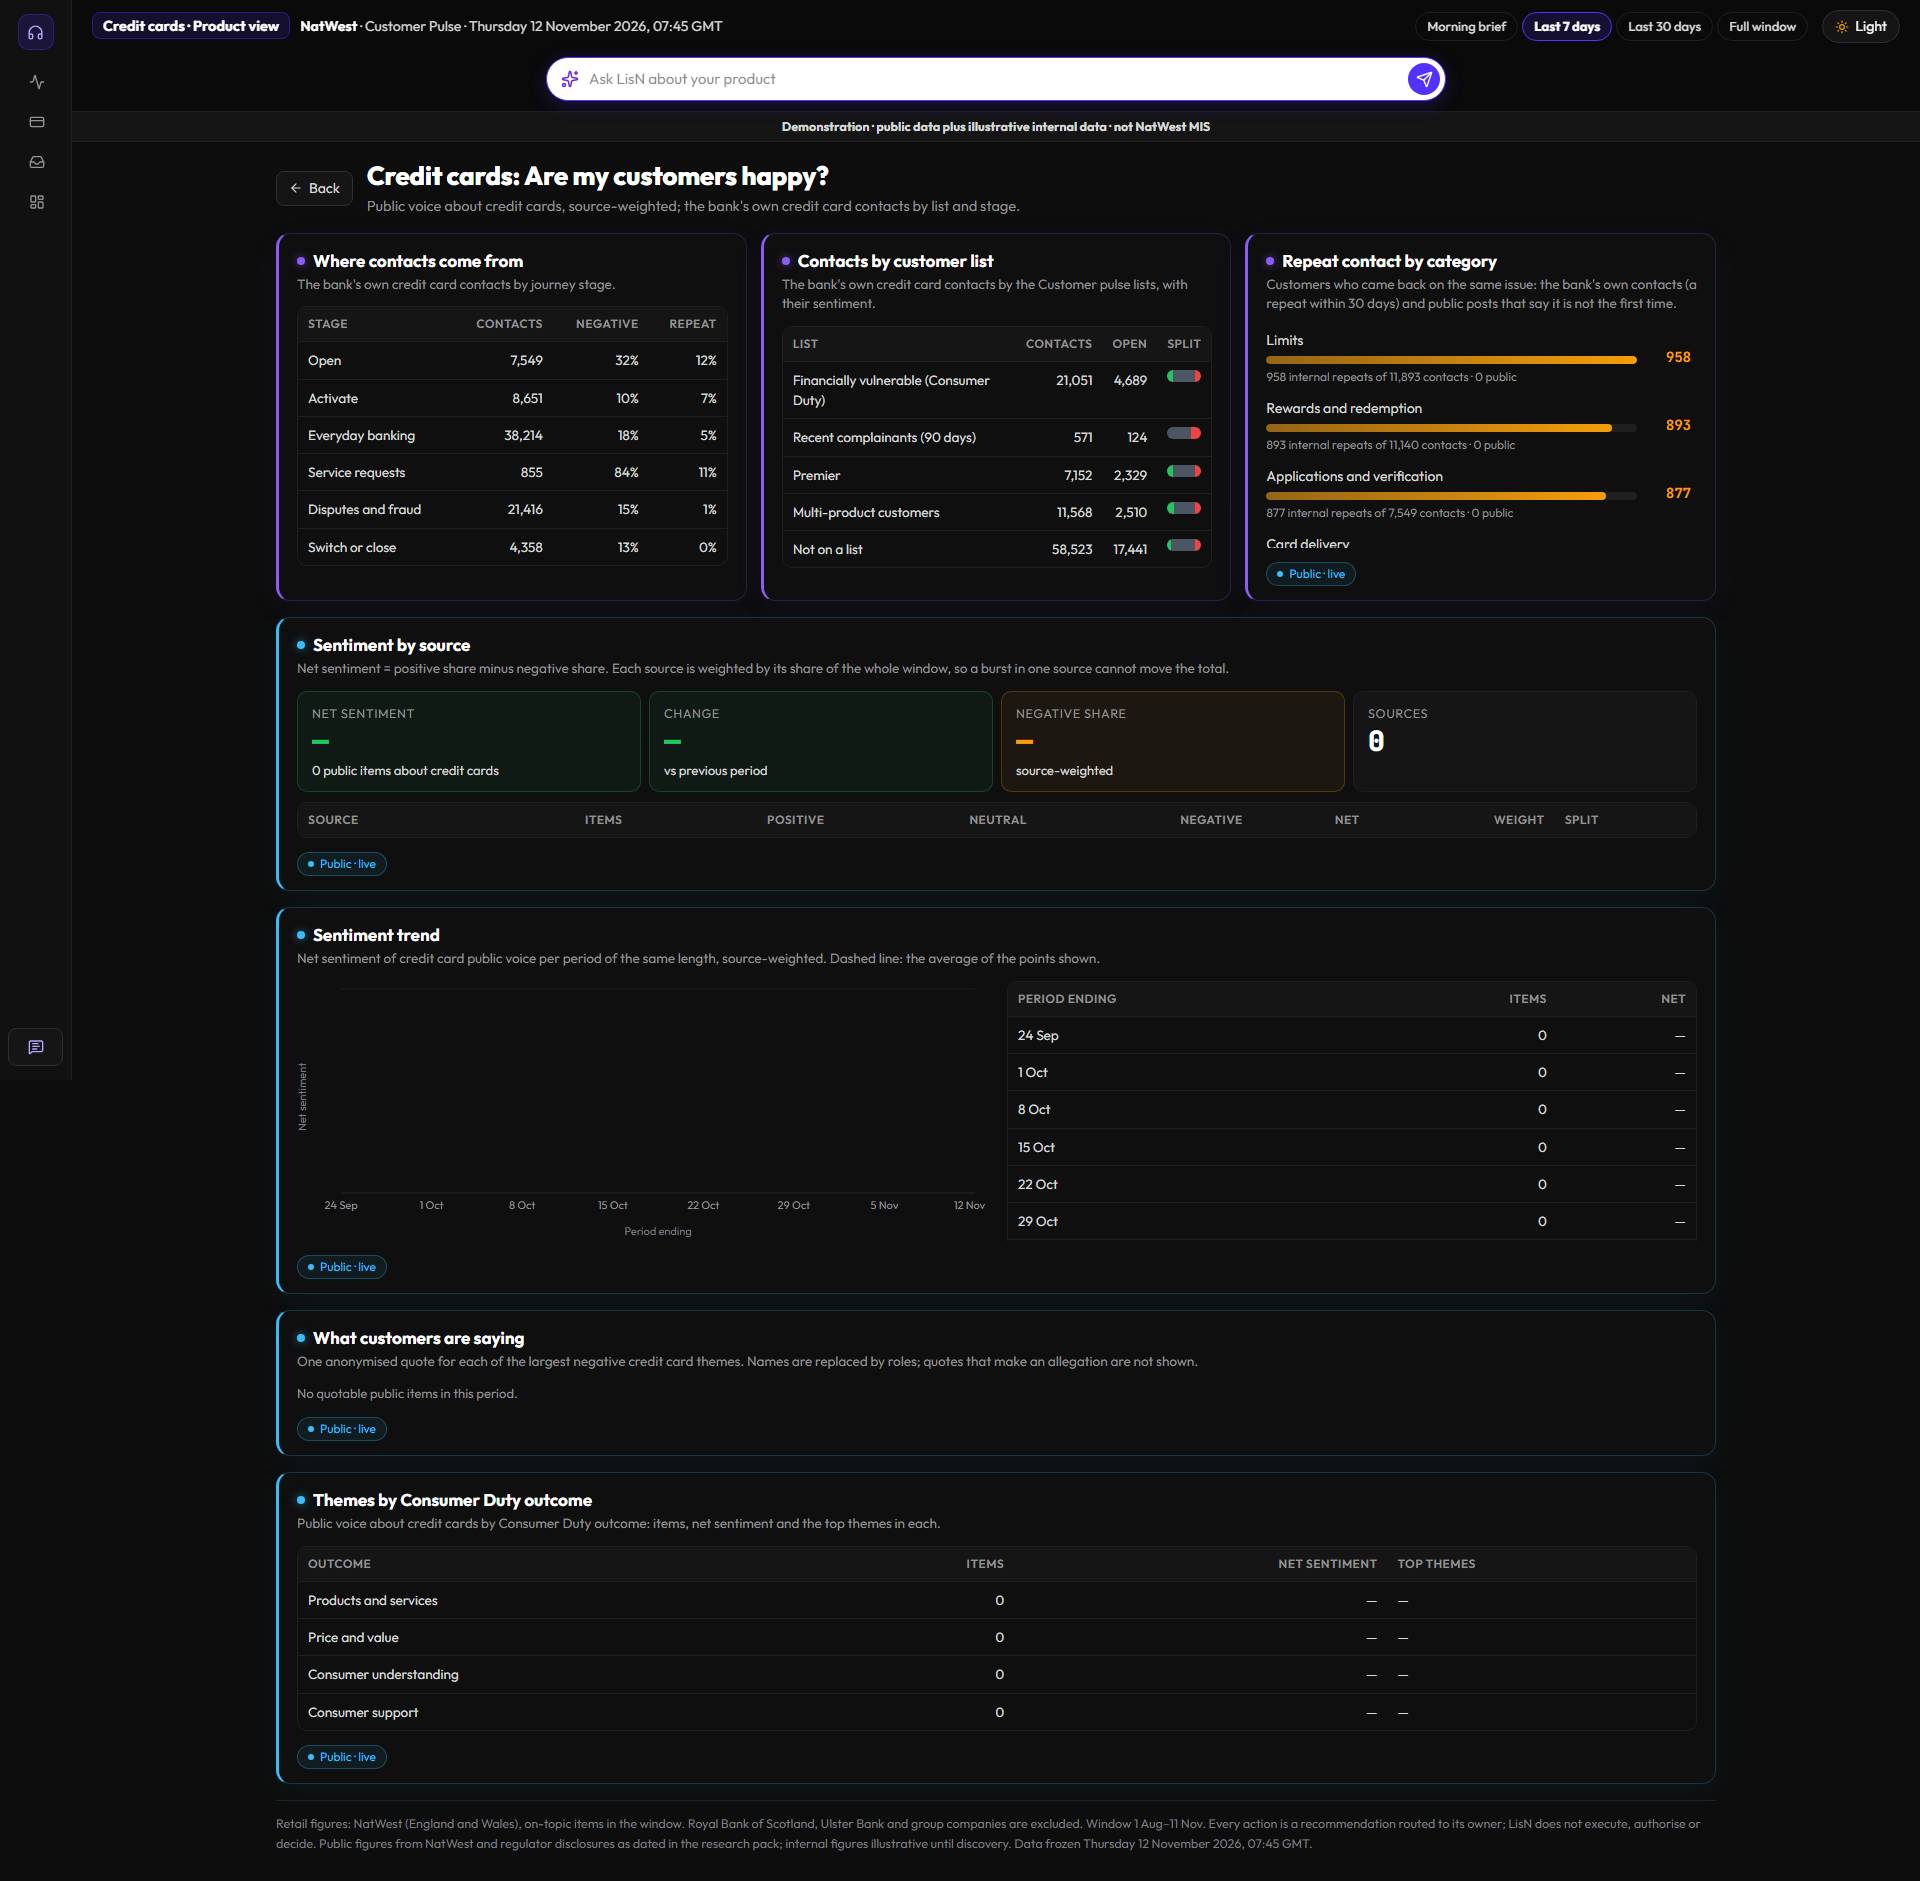 Credit cards · Product view
NatWest · Customer Pulse · Thursday 12 November 2026, 07:45 GMT
Morning brief
Last 7 days
Last 30 days
Full window
Light
Ask LisN about your product
Demonstration · public data plus illustrative internal data · not NatWest MIS
Back
Credit cards: Are my customers happy?
Public voice about credit cards, source-weighted; the bank's own credit card contacts by list and stage.
Where contacts come from
The bank's own credit card contacts by journey stage.
STAGE CONTACTS NEGATIVE REPEAT
Open 7,549 32% 12%
Activate 8,651 10% 7%
Everyday banking 38,214 18% 5%
Service requests 855 84% 11%
Disputes and fraud 21,416 15% 1%
Switch or close 4,358 13% 0%
Contacts by customer list
The bank's own credit card contacts by the Customer pulse lists, with
their sentiment.
LIST CONTACTS OPEN SPLIT
Financially vulnerable (Consumer
Duty) 21,051 4,689
Recent complainants (90 days) 571 124
Premier 7,152 2,329
Multi-product customers 11,568 2,510
Not on a list 58,523 17,441
Repeat contact by category
Customers who came back on the same issue: the bank's own contacts (a
repeat within 30 days) and public posts that say it is not the first time.
Limits
958
958 internal repeats of 11,893 contacts · 0 public
Rewards and redemption
893
893 internal repeats of 11,140 contacts · 0 public
Applications and verification
877
877 internal repeats of 7,549 contacts · 0 public
Card delivery
Public · live
Sentiment by source
Net sentiment = positive share minus negative share. Each source is weighted by its share of the whole window, so a burst in one source cannot move the total.
NET SENTIMENT
—
0 public items about credit cards
CHANGE
—
vs previous period
NEGATIVE SHARE
—
source-weighted
SOURCES
0
SOURCE ITEMS POSITIVE NEUTRAL NEGATIVE NET WEIGHT SPLIT
Public · live
Sentiment trend
Net sentiment of credit card public voice per period of the same length, source-weighted. Dashed line: the average of the points shown.
Net sentiment
24 Sep 1 Oct 8 Oct 15 Oct 22 Oct 29 Oct 5 Nov 12 Nov
Period ending
PERIOD ENDING ITEMS NET
24 Sep 0 —
1 Oct 0 —
8 Oct 0 —
15 Oct 0 —
22 Oct 0 —
29 Oct 0 —
Public · live
What customers are saying
One anonymised quote for each of the largest negative credit card themes. Names are replaced by roles; quotes that make an allegation are not shown.
No quotable public items in this period.
Public · live
Themes by Consumer Duty outcome
Public voice about credit cards by Consumer Duty outcome: items, net sentiment and the top themes in each.
OUTCOME ITEMS NET SENTIMENT TOP THEMES
Products and services 0 — —
Price and value 0 — —
Consumer understanding 0 — —
Consumer support 0 — —
Public · live
Retail figures: NatWest (England and Wales), on-topic items in the window. Royal Bank of Scotland, Ulster Bank and group companies are excluded. Window 1 Aug–11 Nov. Every action is a recommendation routed to its owner; LisN does not execute, authorise or
decide. Public figures from NatWest and regulator disclosures as dated in the research pack; internal figures illustrative until discovery. Data frozen Thursday 12 November 2026, 07:45 GMT.